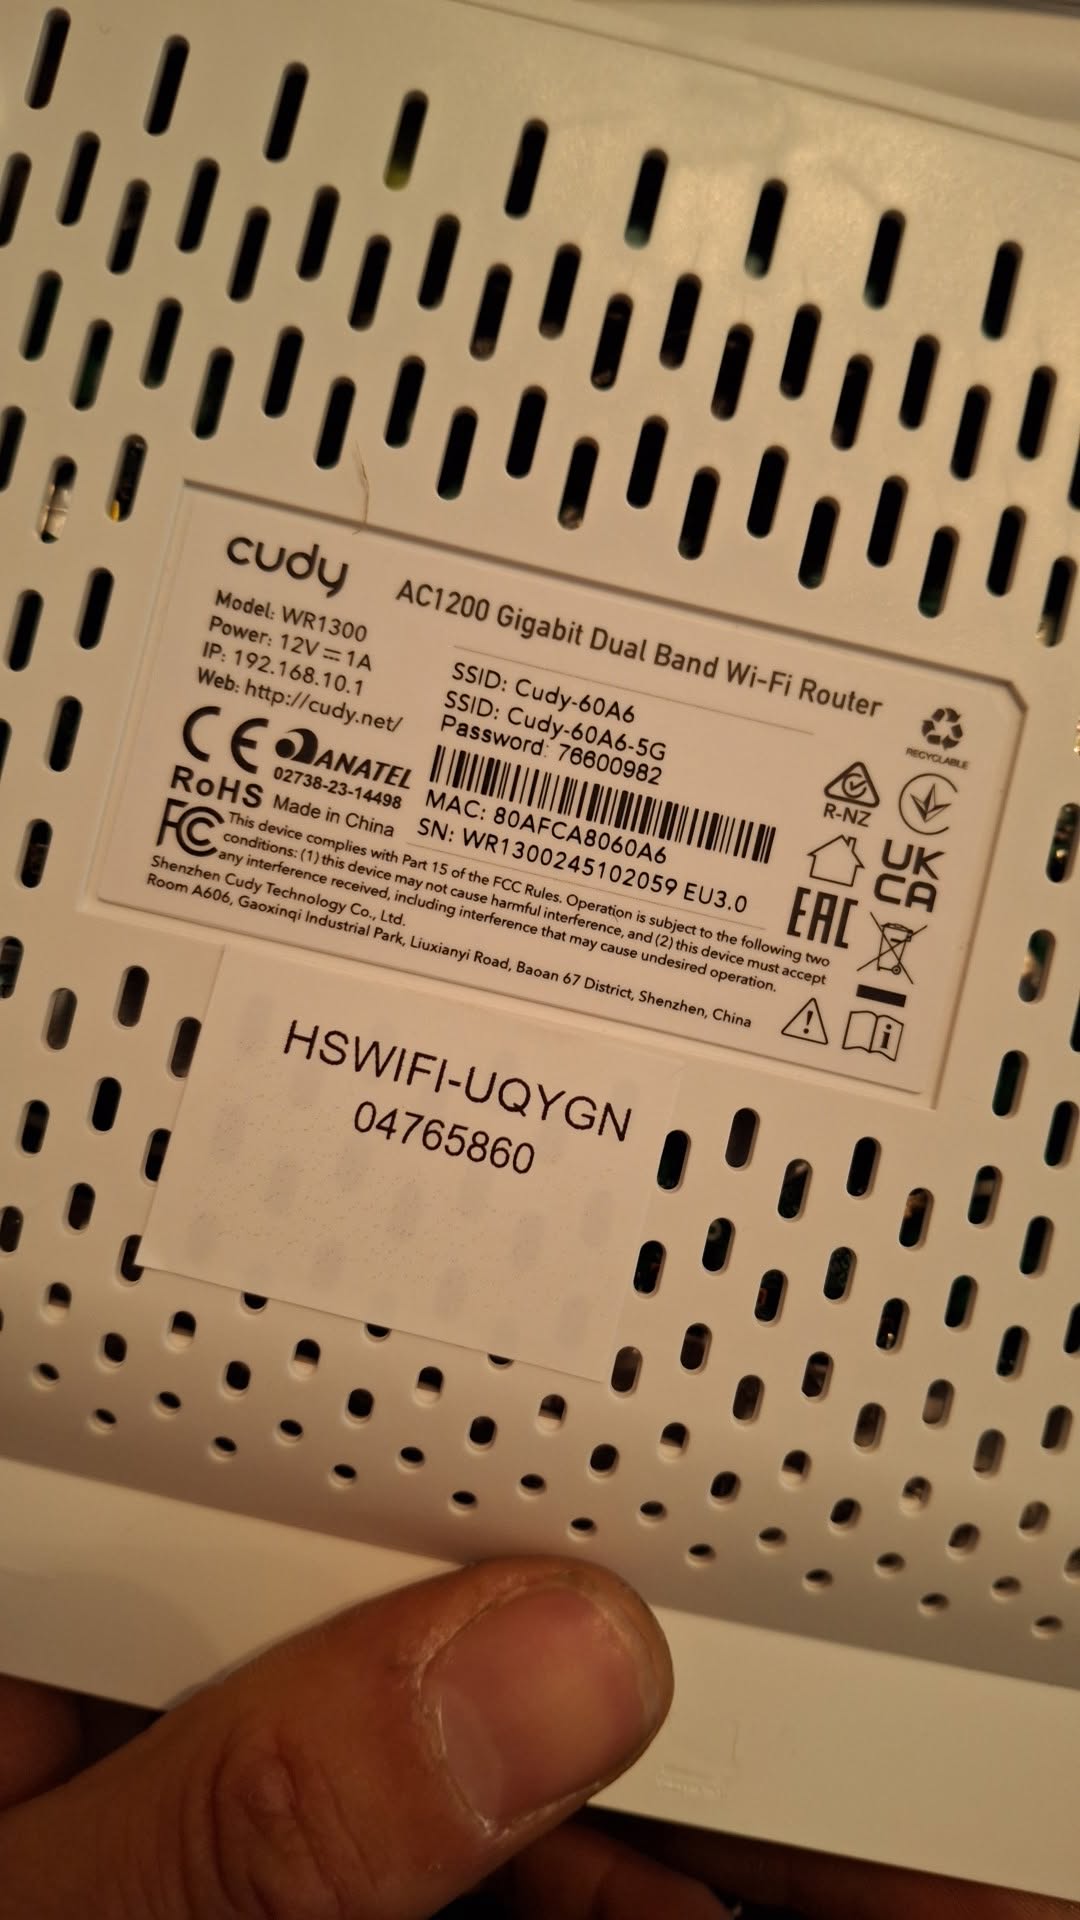 cudy
AC1200 Gigabit Dual Band Wi-Fi Router
Model: WR1300
Power: 12V⎓1A
IP: 192.168.10.1
Web: http://cudy.net/
SSID: Cudy-60A6
SSID: Cudy-60A6-5G
Password: 76600982
MAC: 80AFCA8060A6
SN: WR1300245102059 EU3.0
CE ANATEL
02738-23-14498
RoHS Made in China
RECYCLABLE
R-NZ
UK
CA
EAC
FC This device complies with Part 15 of the FCC Rules. Operation is subject to the following two
conditions: (1) this device may not cause harmful interference, and (2) this device must accept
any interference received, including interference that may cause undesired operation.
Shenzhen Cudy Technology Co., Ltd.
Room A606, Gaoxinqi Industrial Park, Liuxianyi Road, Baoan 67 District, Shenzhen, China
HSWIFI-UQYGN
04765860